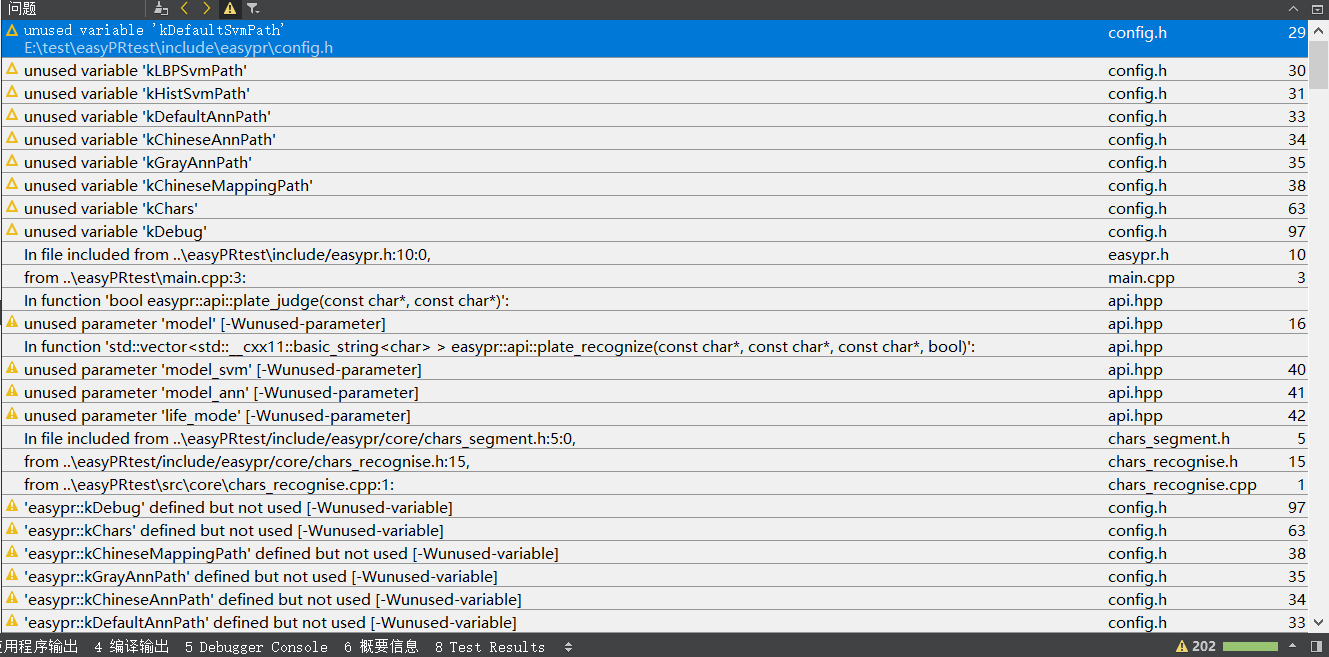 问题
unused variable 'kDefaultSvmPath' config.h 29
E:\test\easyPRtest\include\easypr\config.h
unused variable 'kLBPSvmPath' config.h 30
unused variable 'kHistSvmPath' config.h 31
unused variable 'kDefaultAnnPath' config.h 33
unused variable 'kChineseAnnPath' config.h 34
unused variable 'kGrayAnnPath' config.h 35
unused variable 'kChineseMappingPath' config.h 38
unused variable 'kChars' config.h 63
unused variable 'kDebug' config.h 97
In file included from ..\easyPRtest\include/easypr.h:10:0, easypr.h 10
from ..\easyPRtest\main.cpp:3: main.cpp 3
In function 'bool easypr::api::plate_judge(const char*, const char*)': api.hpp
unused parameter 'model' [-Wunused-parameter] api.hpp 16
In function 'std::vector<std::__cxx11::basic_string<char> > easypr::api::plate_recognize(const char*, const char*, const char*, bool)': api.hpp
unused parameter 'model_svm' [-Wunused-parameter] api.hpp 40
unused parameter 'model_ann' [-Wunused-parameter] api.hpp 41
unused parameter 'life_mode' [-Wunused-parameter] api.hpp 42
In file included from ..\easyPRtest/include/easypr/core/chars_segment.h:5:0, chars_segment.h 5
from ..\easyPRtest/include/easypr/core/chars_recognise.h:15, chars_recognise.h 15
from ..\easyPRtest\src\core\chars_recognise.cpp:1: chars_recognise.cpp 1
'easypr::kDebug' defined but not used [-Wunused-variable] config.h 97
'easypr::kChars' defined but not used [-Wunused-variable] config.h 63
'easypr::kChineseMappingPath' defined but not used [-Wunused-variable] config.h 38
'easypr::kGrayAnnPath' defined but not used [-Wunused-variable] config.h 35
'easypr::kChineseAnnPath' defined but not used [-Wunused-variable] config.h 34
'easypr::kDefaultAnnPath' defined but not used [-Wunused-variable] config.h 33
用程序输出 4 编译输出 5 Debugger Console 6 概要信息 8 Test Results 202